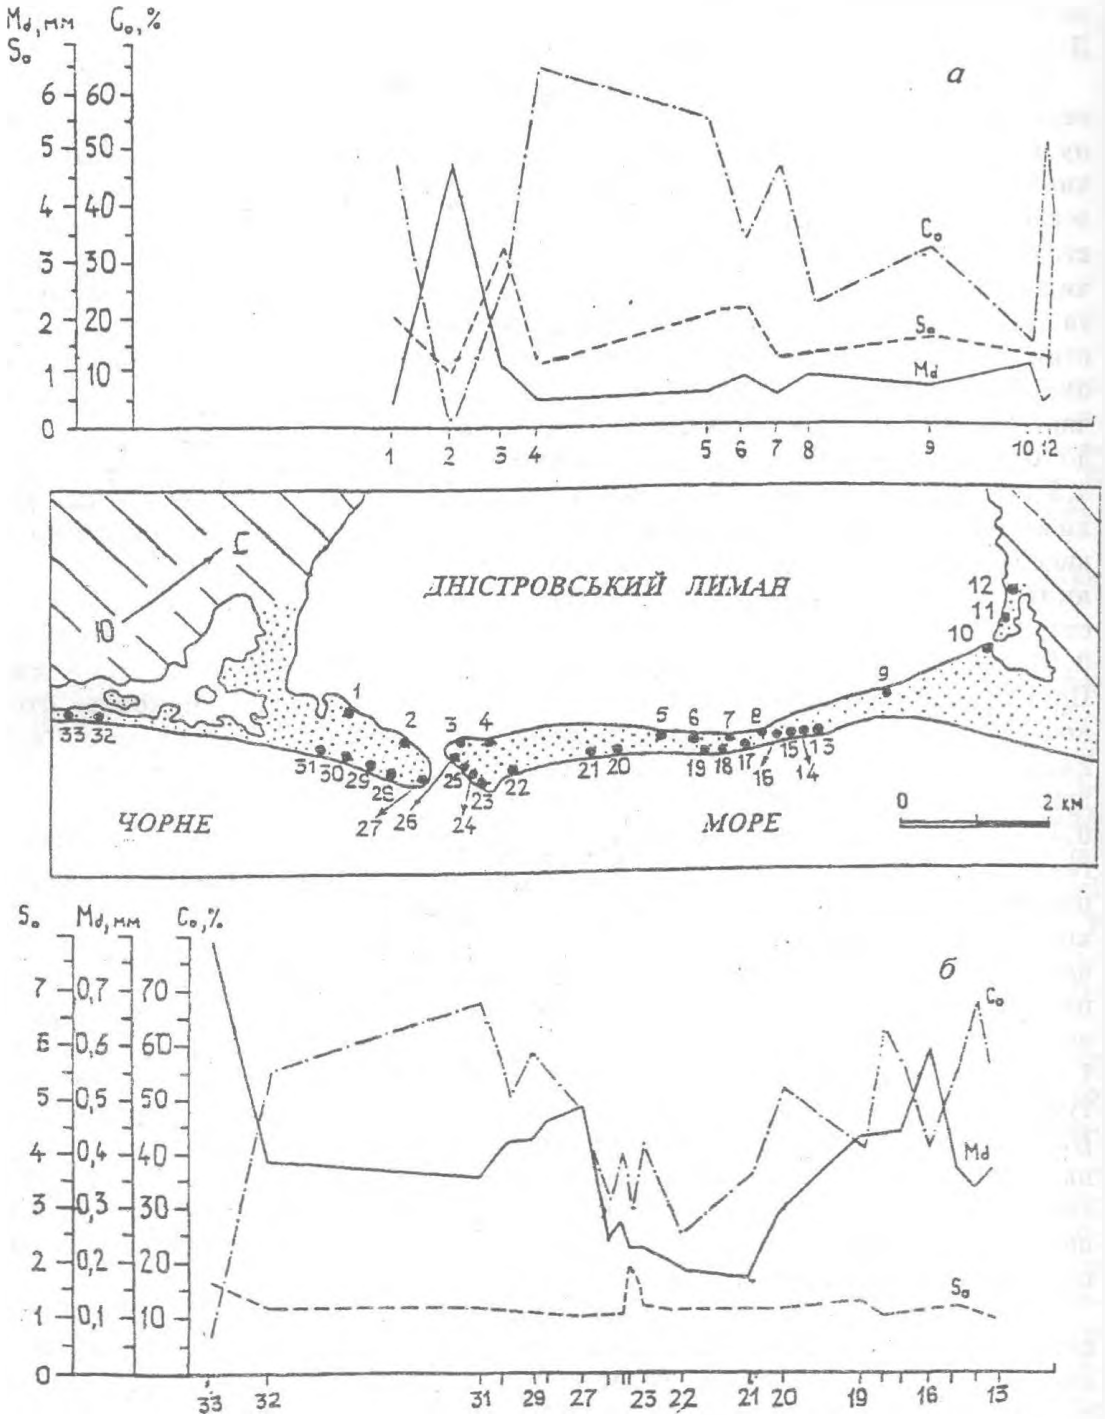 Md, мм Co, %
So
а
6 60
5 50
4 40
3 30
2 20
1 10
0 0
Co
So
Md
1 2 3 4 5 6 7 8 9 10 12
С
Ю
ДНІСТРОВСЬКИЙ ЛИМАН
12
11
10
9
1
2 3 4 5 6 7 8
33 32
31 30 29 28 25 23 22 21 20 19 18 17 16 15 14 13
27 26 24
0 2 км
ЧОРНЕ МОРЕ
So Md, мм Co, %
б
7 0,7 70
6 0,6 60
5 0,5 50
4 0,4 40
3 0,3 30
2 0,2 20
1 0,1 10
0
Co
Md
So
33 32 31 29 27 23 22 21 20 19 16 13